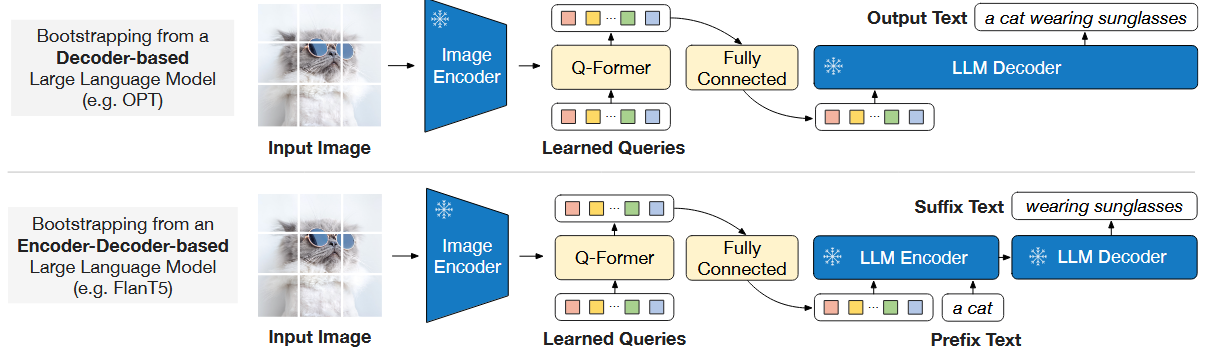 Bootstrapping from a
Decoder-based
Large Language Model
(e.g. OPT)
Input Image
Image
Encoder
Q-Former
Learned Queries
Fully
Connected
Output Text
a cat wearing sunglasses
LLM Decoder
Bootstrapping from an
Encoder-Decoder-based
Large Language Model
(e.g. FlanT5)
Input Image
Image
Encoder
Q-Former
Learned Queries
Fully
Connected
Suffix Text
wearing sunglasses
LLM Encoder
LLM Decoder
a cat
Prefix Text